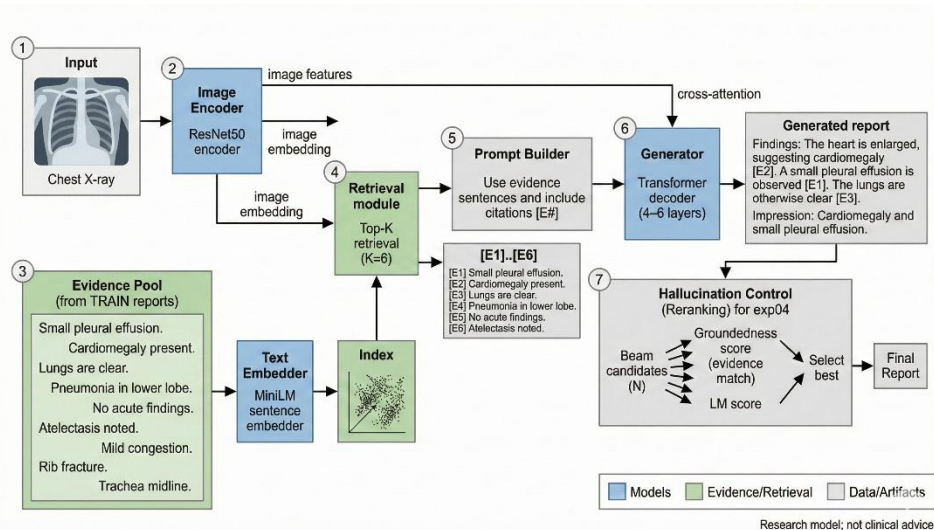 1
Input
Chest X-ray
2
Image
Encoder
ResNet50
encoder
image features
image
embedding
image
embedding
3
Evidence Pool
(from TRAIN reports)
Small pleural effusion.
Cardiomegaly present.
Lungs are clear.
Pneumonia in lower lobe.
No acute findings.
Atelectasis noted.
Mild congestion.
Rib fracture.
Trachea midline.
Text
Embedder
MiniLM
sentence
embedder
Index
4
Retrieval
module
Top-K
retrieval
(K=6)
5
Prompt Builder
Use evidence
sentences and include
citations [E#]
[E1]..[E6]
[E1] Small pleural effusion.
[E2] Cardiomegaly present.
[E3] Lungs are clear.
[E4] Pneumonia in lower lobe.
[E5] No acute findings.
[E6] Atelectasis noted.
cross-attention
6
Generator
Transformer
decoder
(4–6 layers)
Generated report
Findings: The heart is enlarged,
suggesting cardiomegaly
[E2]. A small pleural effusion is
observed [E1]. The lungs are
otherwise clear [E3].
Impression: Cardiomegaly and
small pleural effusion.
7
Hallucination Control
(Reranking) for exp04
Beam
candidates
(N)
Groundedness
score
(evidence
match)
LM score
Select
best
Final
Report
Models
Evidence/Retrieval
Data/Artifacts
Research model; not clinical advice